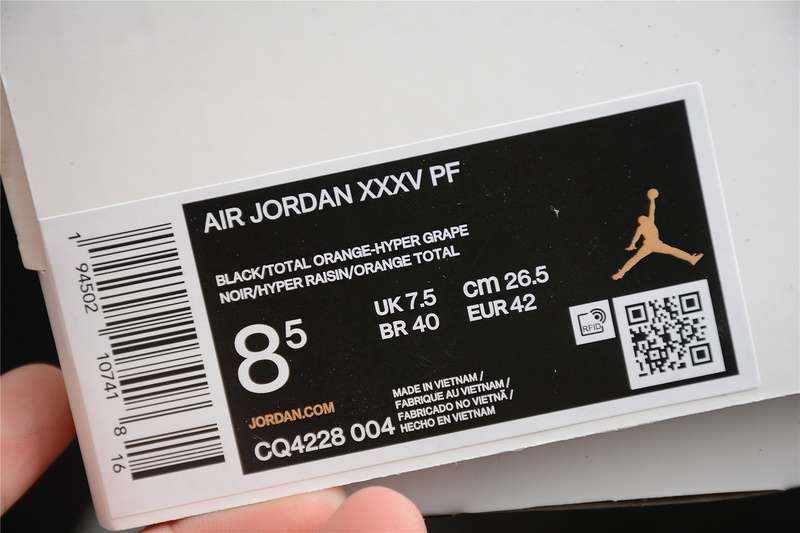 AIR JORDAN XXXV PF
BLACK/TOTAL ORANGE-HYPER GRAPE
NOIR/HYPER RAISIN/ORANGE TOTAL
8⁵
UK 7.5
BR 40
cm 26.5
EUR 42
RFID
JORDAN.COM
CQ4228 004
MADE IN VIETNAM /
FABRIQUE AU VIETNAM /
FABRICADO NO VIETNÃ /
HECHO EN VIETNAM
1 94502 10741 8 16